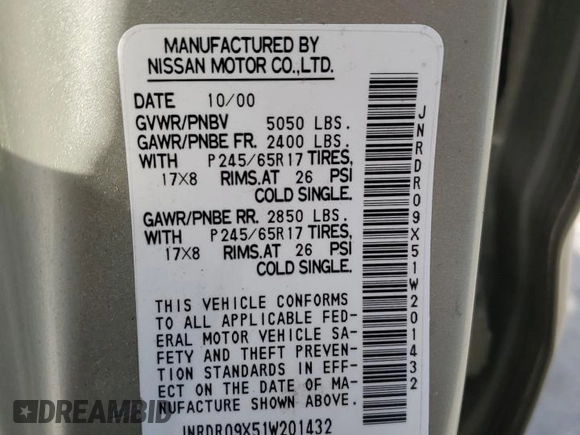 MANUFACTURED BY
NISSAN MOTOR CO.,LTD.
DATE 10/00
GVWR/PNBV 5050 LBS.
GAWR/PNBE FR. 2400 LBS.
WITH P245/65R17 TIRES,
17X8 RIMS.AT 26 PSI
COLD SINGLE.
GAWR/PNBE RR. 2850 LBS.
WITH P245/65R17 TIRES,
17X8 RIMS.AT 26 PSI
COLD SINGLE.
THIS VEHICLE CONFORMS
TO ALL APPLICABLE FED-
ERAL MOTOR VEHICLE SA-
FETY AND THEFT PREVEN-
TION STANDARDS IN EFF-
ECT ON THE DATE OF MA-
NUFACTURE SHOWN ABOVE.
JNRDR09X51W201432
JNRDR09X51W201432
AUTOBIDCAR